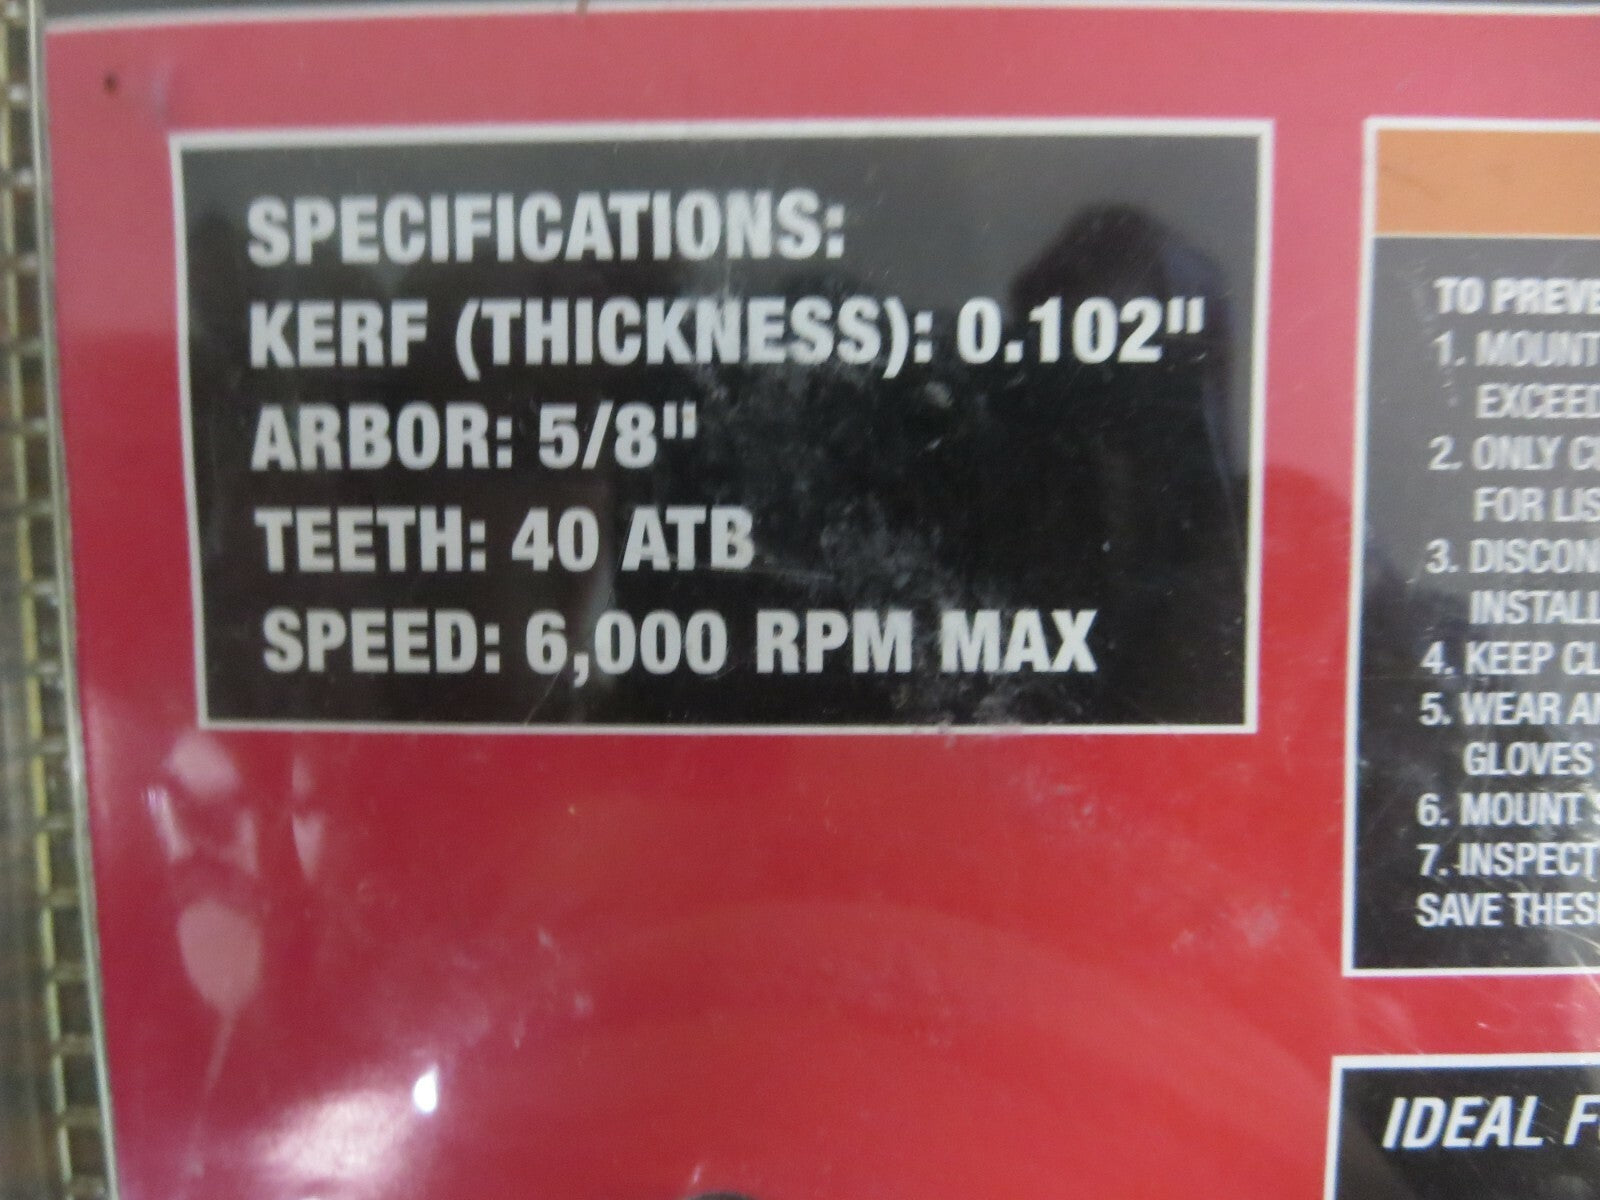 SPECIFICATIONS:
KERF (THICKNESS): 0.102"
ARBOR: 5/8"
TEETH: 40 ATB
SPEED: 6,000 RPM MAX
TO PREVE
1. MOUNT
EXCEED
2. ONLY
FOR LIS
3. DISCON
INSTALL
4. KEEP CL
5. WEAR AN
GLOVES
6. MOUNT
7. INSPECT
SAVE THESE
IDEAL